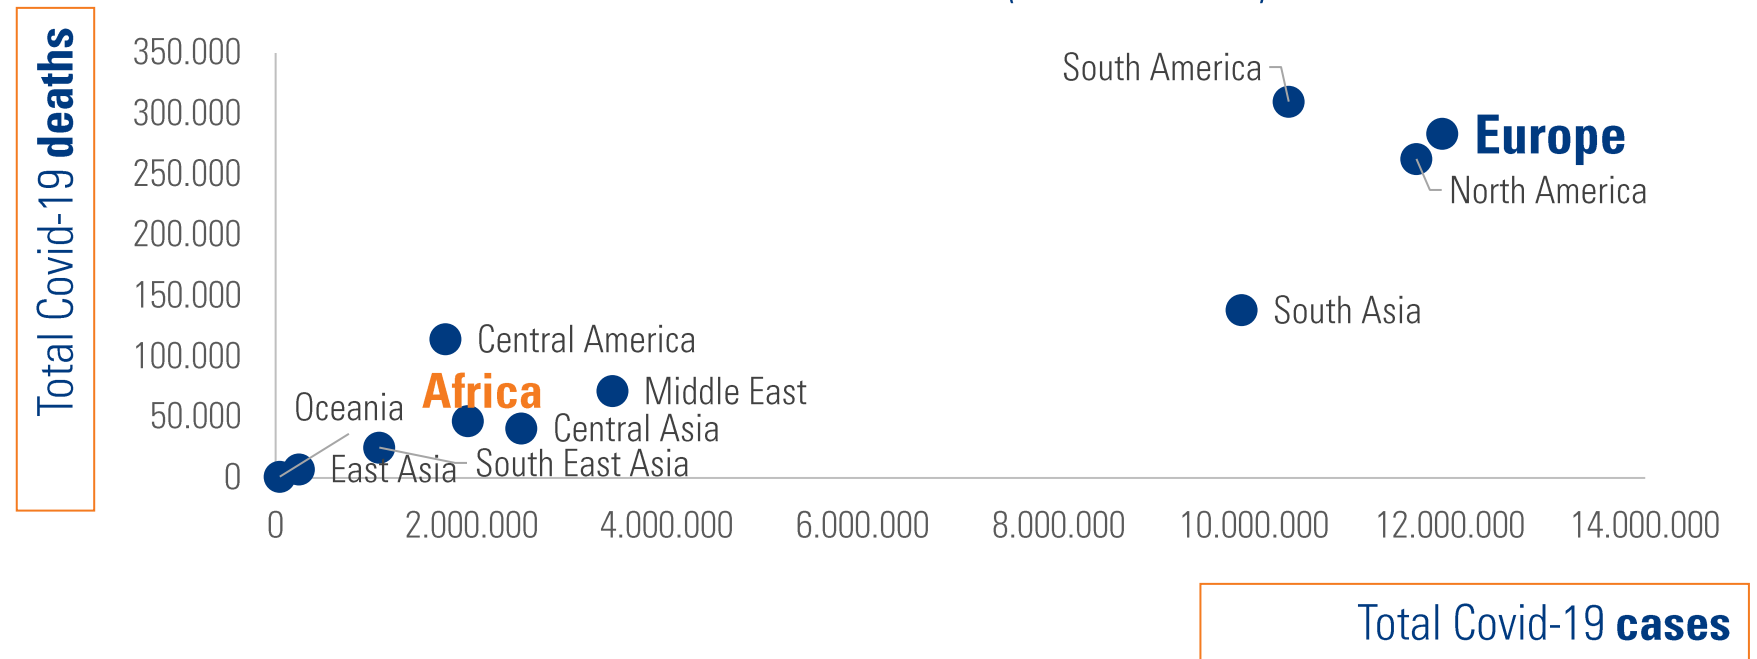 Total Covid-19 deaths
350.000
300.000
250.000
200.000
150.000
100.000
50.000
0
South America
Europe
North America
South Asia
Central America
Africa
Middle East
Oceania
Central Asia
East Asia
South East Asia
0
2.000.000
4.000.000
6.000.000
8.000.000
10.000.000
12.000.000
14.000.000
Total Covid-19 cases